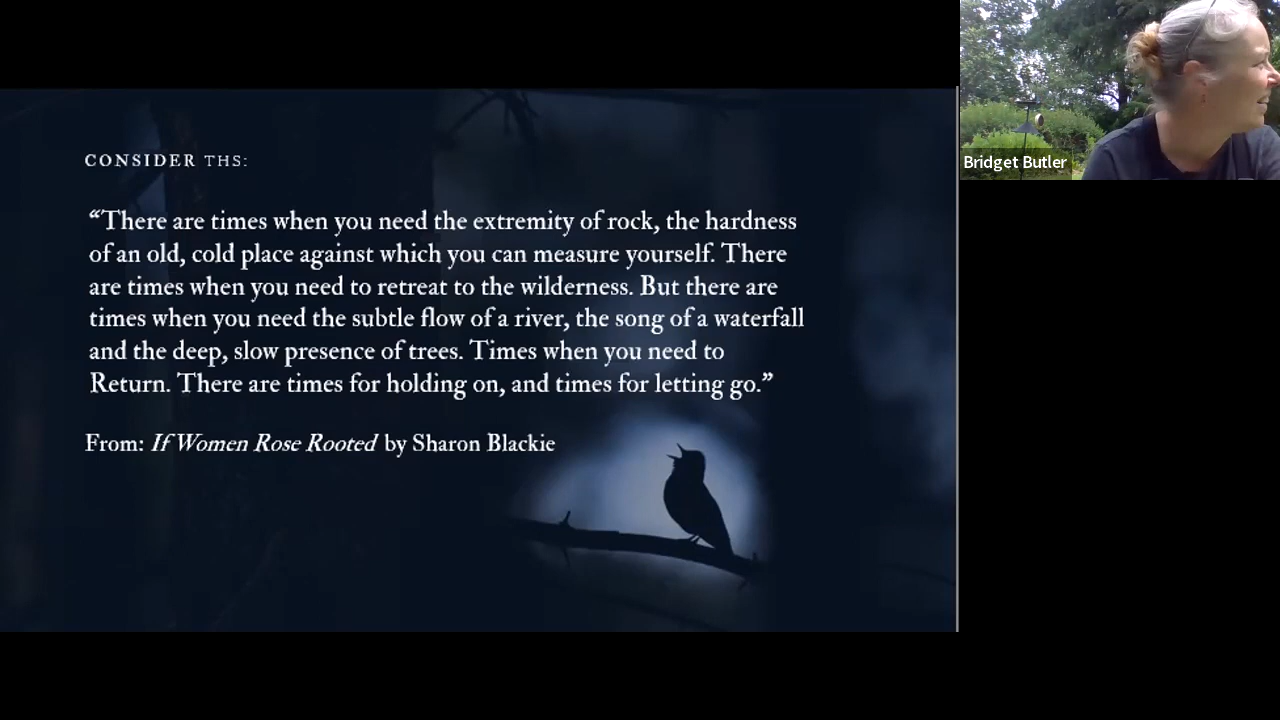 CONSIDER THS:
“There are times when you need the extremity of rock, the hardness
of an old, cold place against which you can measure yourself. There
are times when you need to retreat to the wilderness. But there are
times when you need the subtle flow of a river, the song of a waterfall
and the deep, slow presence of trees. Times when you need to
Return. There are times for holding on, and times for letting go.”
From: If Women Rose Rooted by Sharon Blackie
Bridget Butler